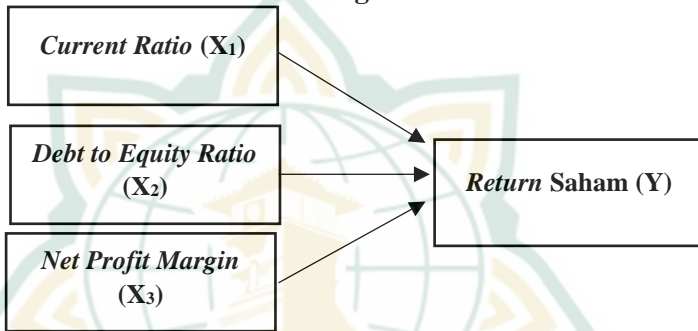 Current Ratio (X1)
Debt to Equity Ratio
(X2)
Return Saham (Y)
Net Profit Margin
(X3)